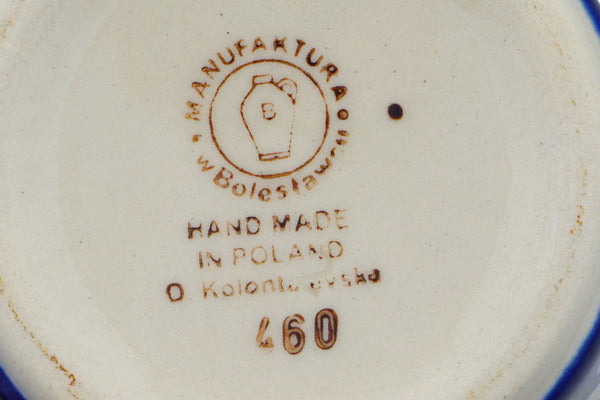 MANUFAKTURA
w Bolesławcu
B
HAND MADE
IN POLAND
O
460